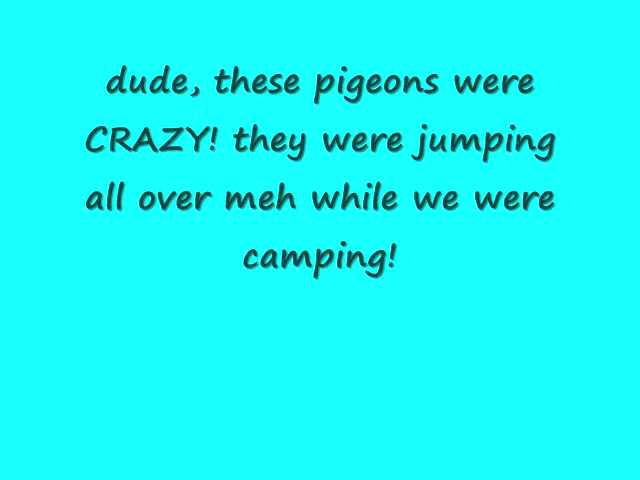 dude, these pigeons were
CRAZY! they were jumping
all over meh while we were
camping!